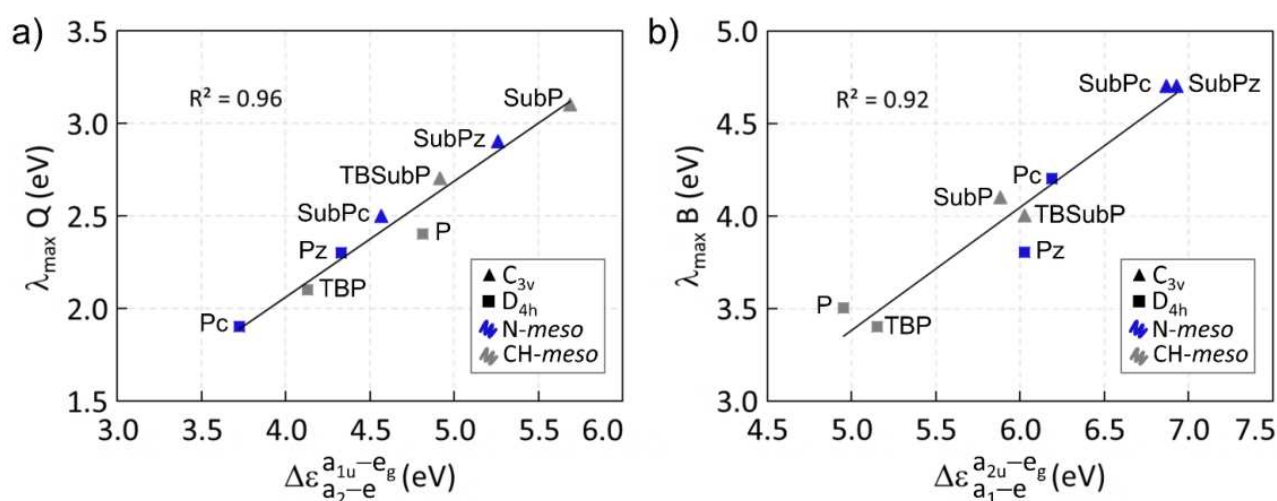 a)
λmax Q (eV)
3.5
3.0
2.5
2.0
1.5
R² = 0.96
SubP
SubPz
TBSubP
SubPc
P
Pz
TBP
Pc
C3v
D4h
N-meso
CH-meso
3.0 3.5 4.0 4.5 5.0 5.5 6.0
Δε a1u–eg a2–e (eV)
b)
λmax B (eV)
5.0
4.5
4.0
3.5
3.0
R² = 0.92
SubPc SubPz
Pc
SubP
TBSubP
Pz
P
TBP
C3v
D4h
N-meso
CH-meso
4.5 5.0 5.5 6.0 6.5 7.0 7.5
Δε a2u–eg a1–e (eV)